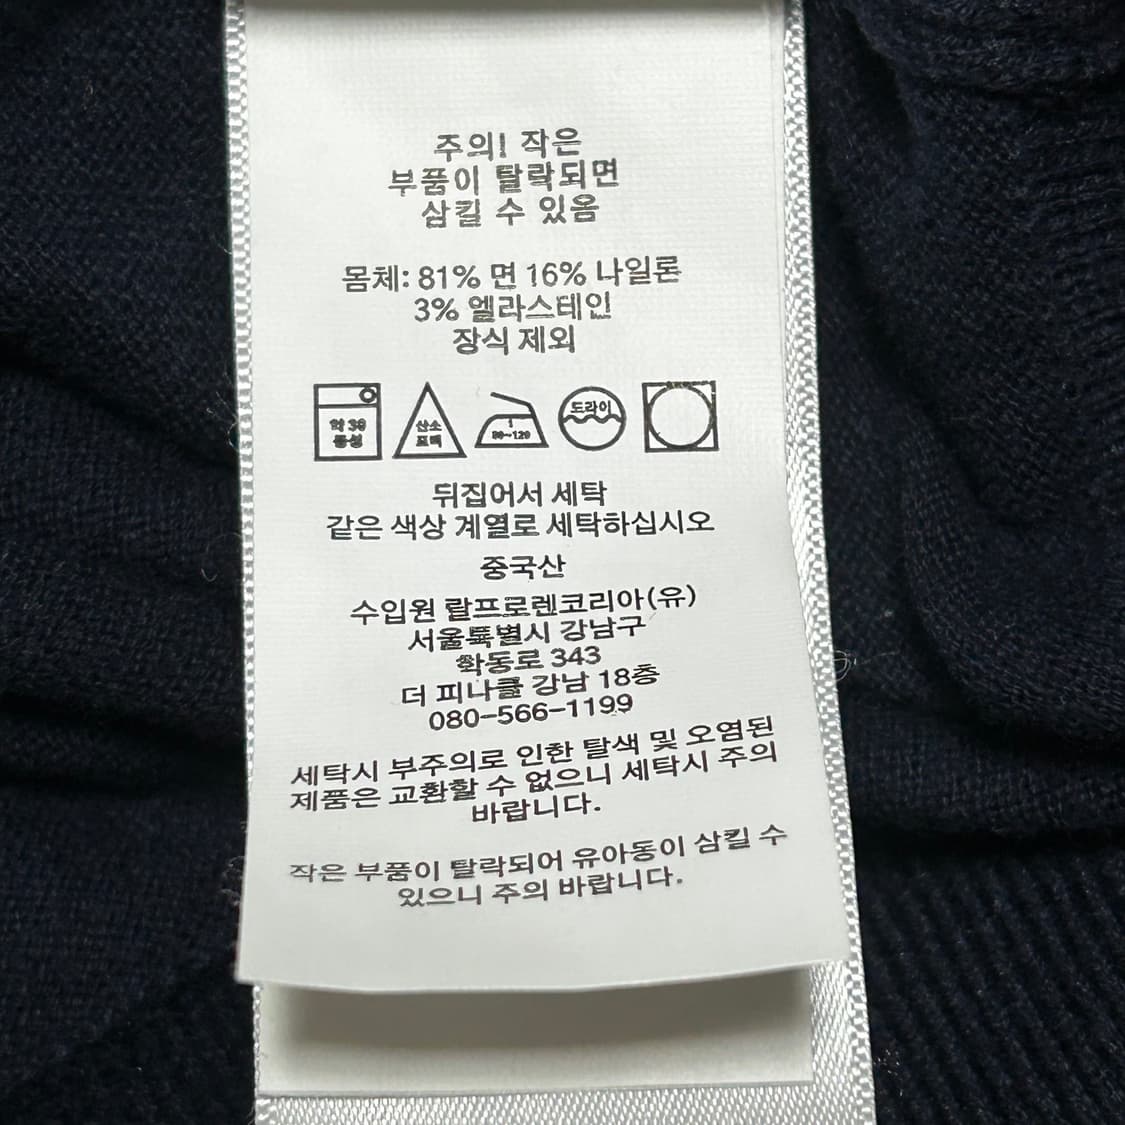 주의! 작은
부품이 탈락되면
삼킬 수 있음
몸체: 81% 면 16% 나일론
3% 엘라스테인
장식 제외
약 30
중성
산소
표백
1
80~120
도라이
뒤집어서 세탁
같은 색상 계열로 세탁하십시오
중국산
수입원 랄프로렌코리아(유)
서울특별시 강남구
학동로 343
더 피나클 강남 18층
080-566-1199
세탁시 부주의로 인한 탈색 및 오염된
제품은 교환할 수 없으니 세탁시 주의
바랍니다.
작은 부품이 탈락되어 유아동이 삼킬 수
있으니 주의 바랍니다.